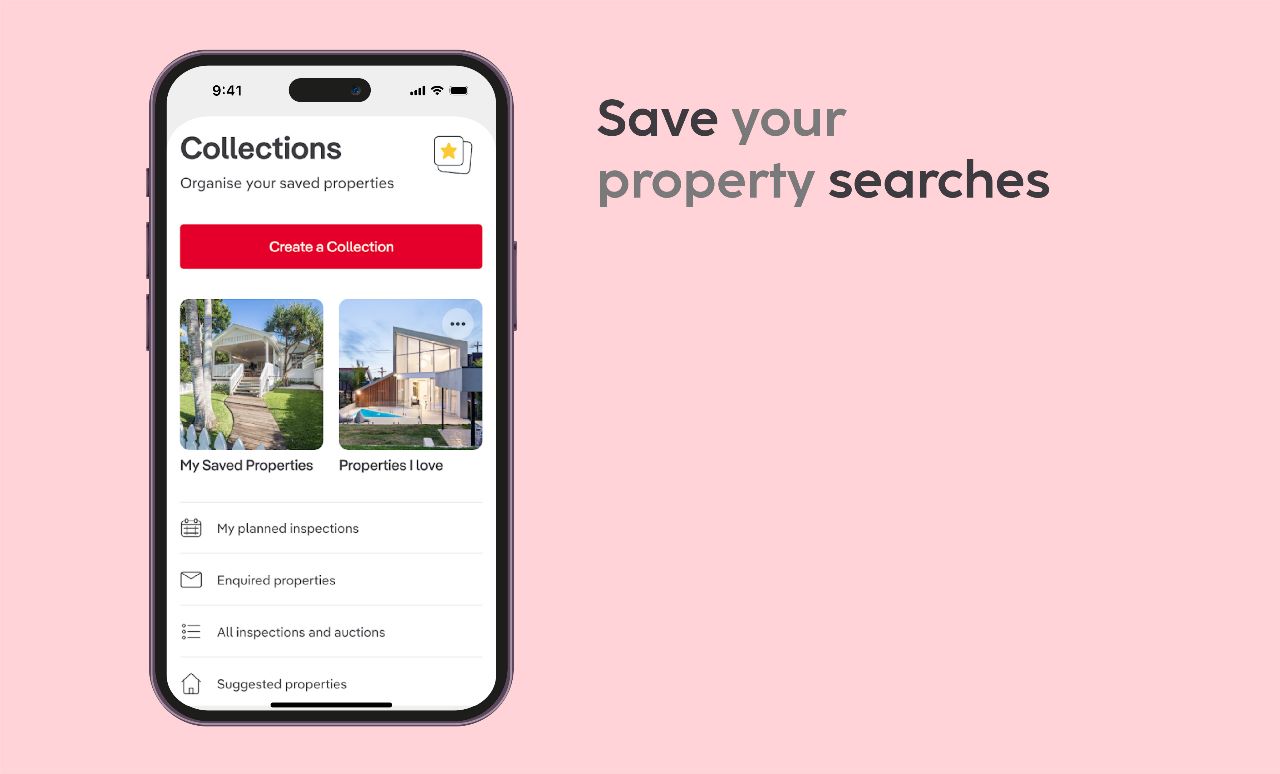 9:41
Collections
Organise your saved properties
Create a Collection
My Saved Properties
Properties I love
My planned inspections
Enquired properties
All inspections and auctions
Suggested properties
Save your
property searches